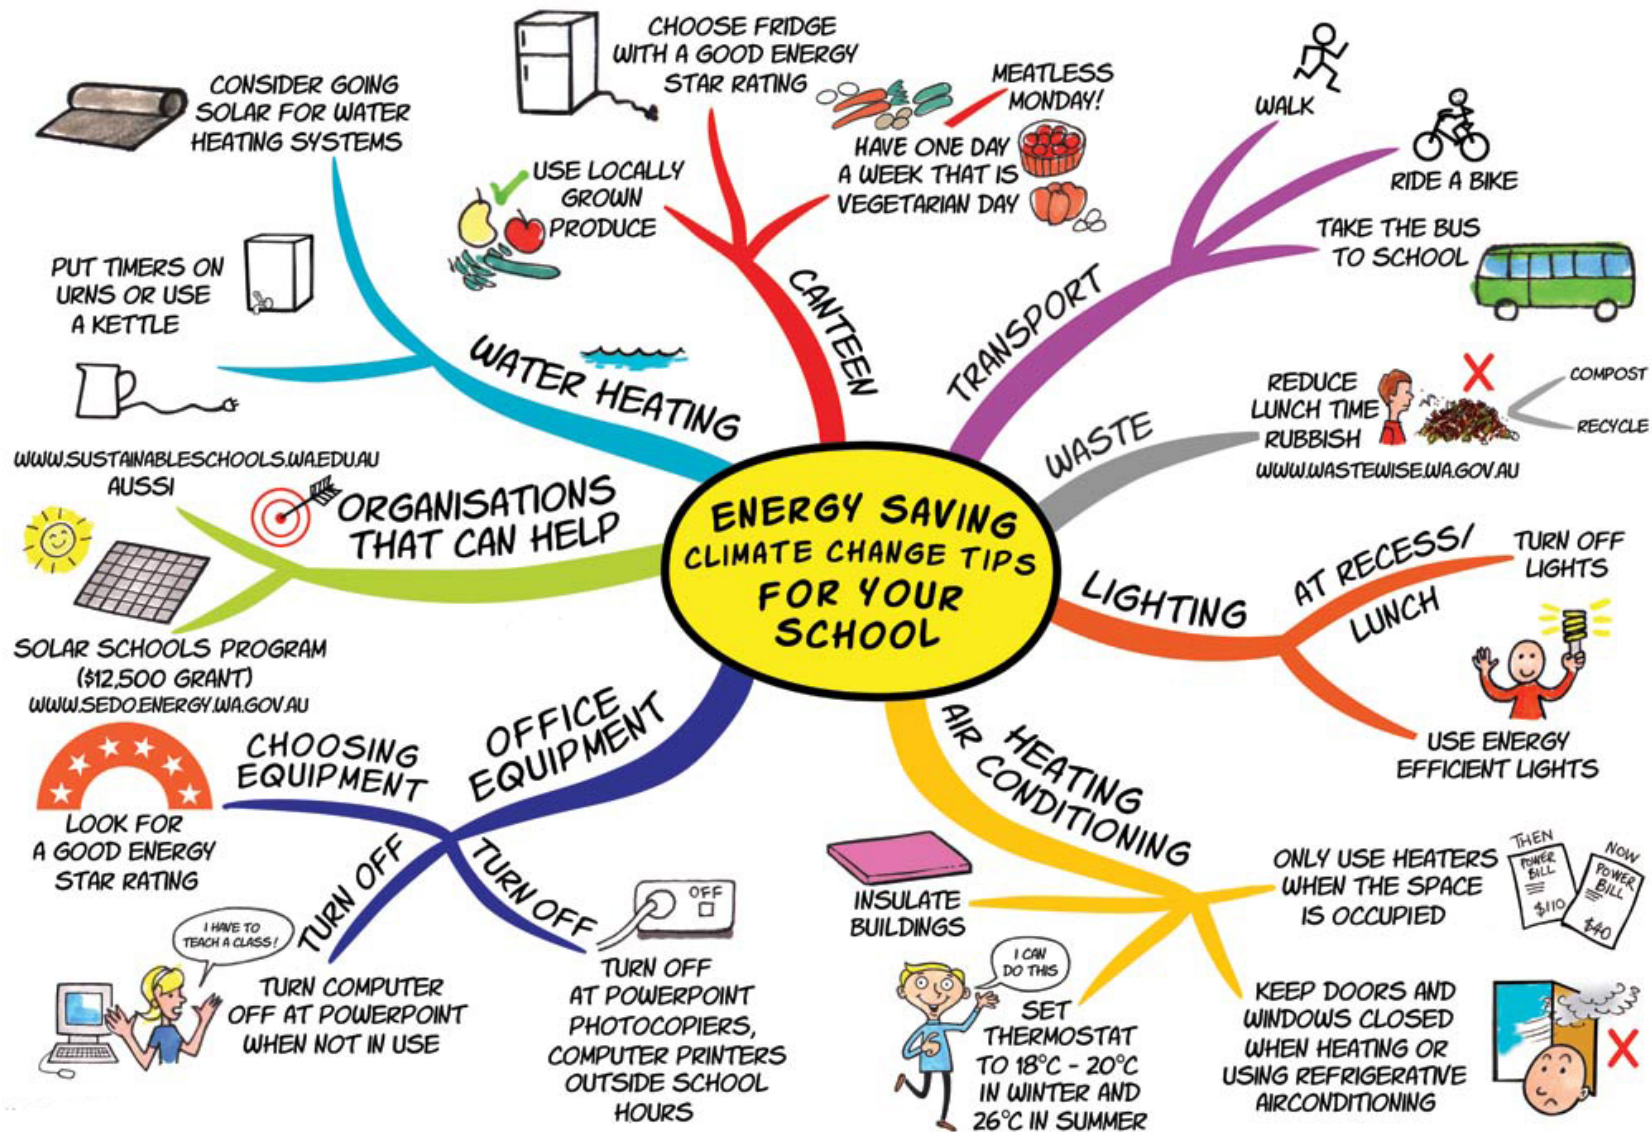 ENERGY SAVING
CLIMATE CHANGE TIPS
FOR YOUR
SCHOOL
CANTEEN
CHOOSE FRIDGE
WITH A GOOD ENERGY
STAR RATING
USE LOCALLY
GROWN
PRODUCE
MEATLESS
MONDAY!
HAVE ONE DAY
A WEEK THAT IS
VEGETARIAN DAY
TRANSPORT
WALK
RIDE A BIKE
TAKE THE BUS
TO SCHOOL
WASTE
REDUCE
LUNCH TIME
RUBBISH
WWW.WASTEWISE.WA.GOV.AU
COMPOST
RECYCLE
LIGHTING
AT RECESS/
LUNCH
TURN OFF
LIGHTS
USE ENERGY
EFFICIENT LIGHTS
HEATING
AIR CONDITIONING
ONLY USE HEATERS
WHEN THE SPACE
IS OCCUPIED
THEN
POWER
BILL
$110
NOW
POWER
BILL
$40
KEEP DOORS AND
WINDOWS CLOSED
WHEN HEATING OR
USING REFRIGERATIVE
AIRCONDITIONING
SET
THERMOSTAT
TO 18°C - 20°C
IN WINTER AND
26°C IN SUMMER
I CAN
DO THIS
INSULATE
BUILDINGS
OFFICE
EQUIPMENT
TURN OFF
OFF
TURN OFF
AT POWERPOINT
PHOTOCOPIERS,
COMPUTER PRINTERS
OUTSIDE SCHOOL
HOURS
TURN OFF
I HAVE TO
TEACH A CLASS!
TURN COMPUTER
OFF AT POWERPOINT
WHEN NOT IN USE
CHOOSING
EQUIPMENT
LOOK FOR
A GOOD ENERGY
STAR RATING
ORGANISATIONS
THAT CAN HELP
WWW.SUSTAINABLESCHOOLS.WA.EDU.AU
AUSSI
SOLAR SCHOOLS PROGRAM
($12,500 GRANT)
WWW.SEDO.ENERGY.WA.GOV.AU
WATER HEATING
PUT TIMERS ON
URNS OR USE
A KETTLE
CONSIDER GOING
SOLAR FOR WATER
HEATING SYSTEMS